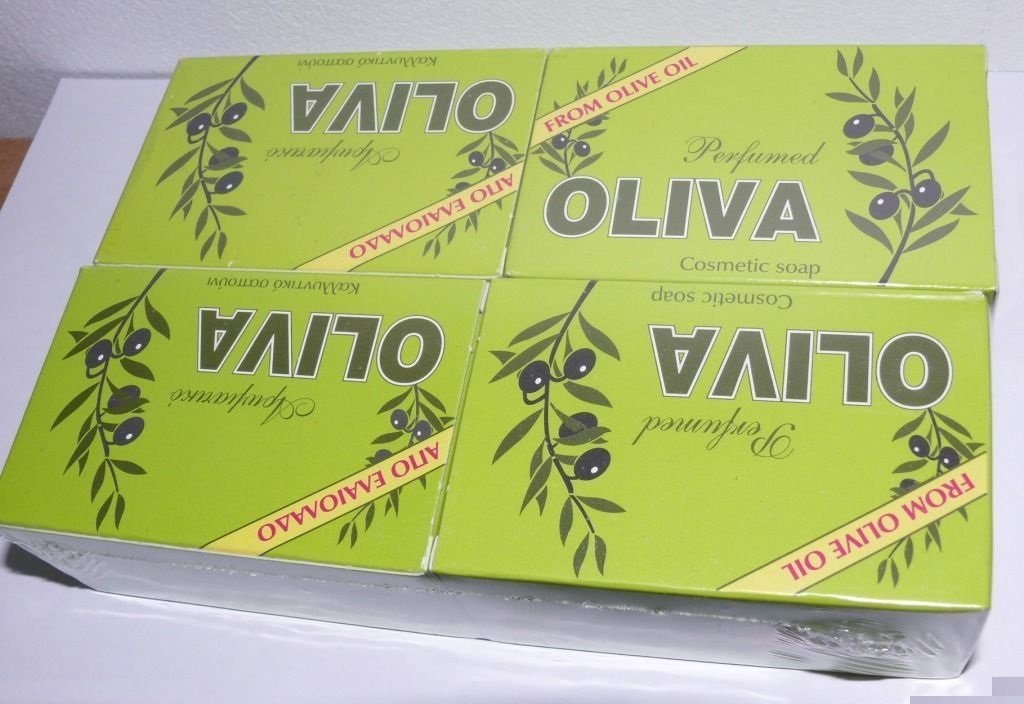 Αρωματικό
OLIVA
Καλλυντικό σαπούνι
ΑΠΟ ΕΛΑΙΟΛΑΔΟ
FROM OLIVE OIL
Perfumed
OLIVA
Cosmetic soap
Αρωματικό
OLIVA
Καλλυντικό σαπούνι
ΑΠΟ ΕΛΑΙΟΛΑΔΟ
FROM OLIVE OIL
Perfumed
OLIVA
Cosmetic soap